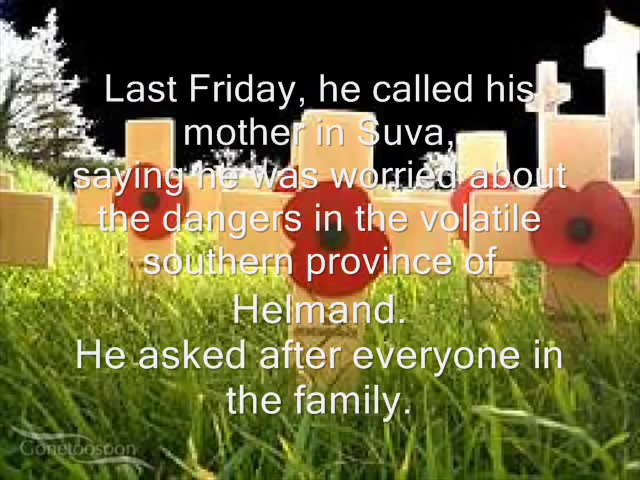 Last Friday, he called his
mother in Suva,
saying he was worried about
the dangers in the volatile
southern province of
Helmand.
He asked after everyone in
the family.
Gonetoosoon